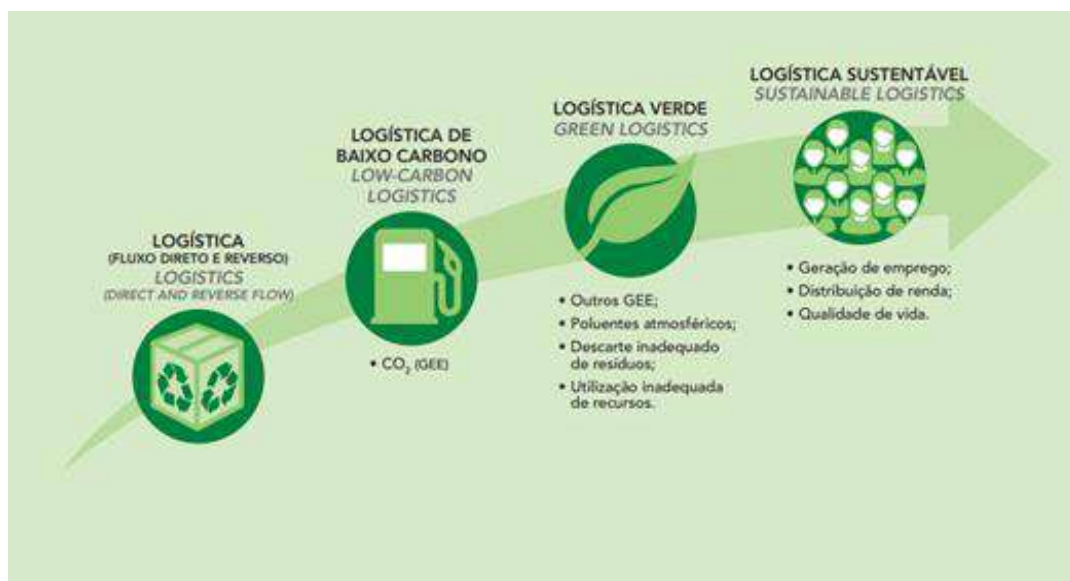 LOGÍSTICA
(FLUXO DIRETO E REVERSO)
LOGISTICS
(DIRECT AND REVERSE FLOW)
LOGÍSTICA DE
BAIXO CARBONO
LOW-CARBON
LOGISTICS
• CO₂ (GEE)
LOGÍSTICA VERDE
GREEN LOGISTICS
• Outros GEE;
• Poluentes atmosféricos;
• Descarte inadequado
de resíduos;
• Utilização inadequada
de recursos.
LOGÍSTICA SUSTENTÁVEL
SUSTAINABLE LOGISTICS
• Geração de emprego;
• Distribuição de renda;
• Qualidade de vida.